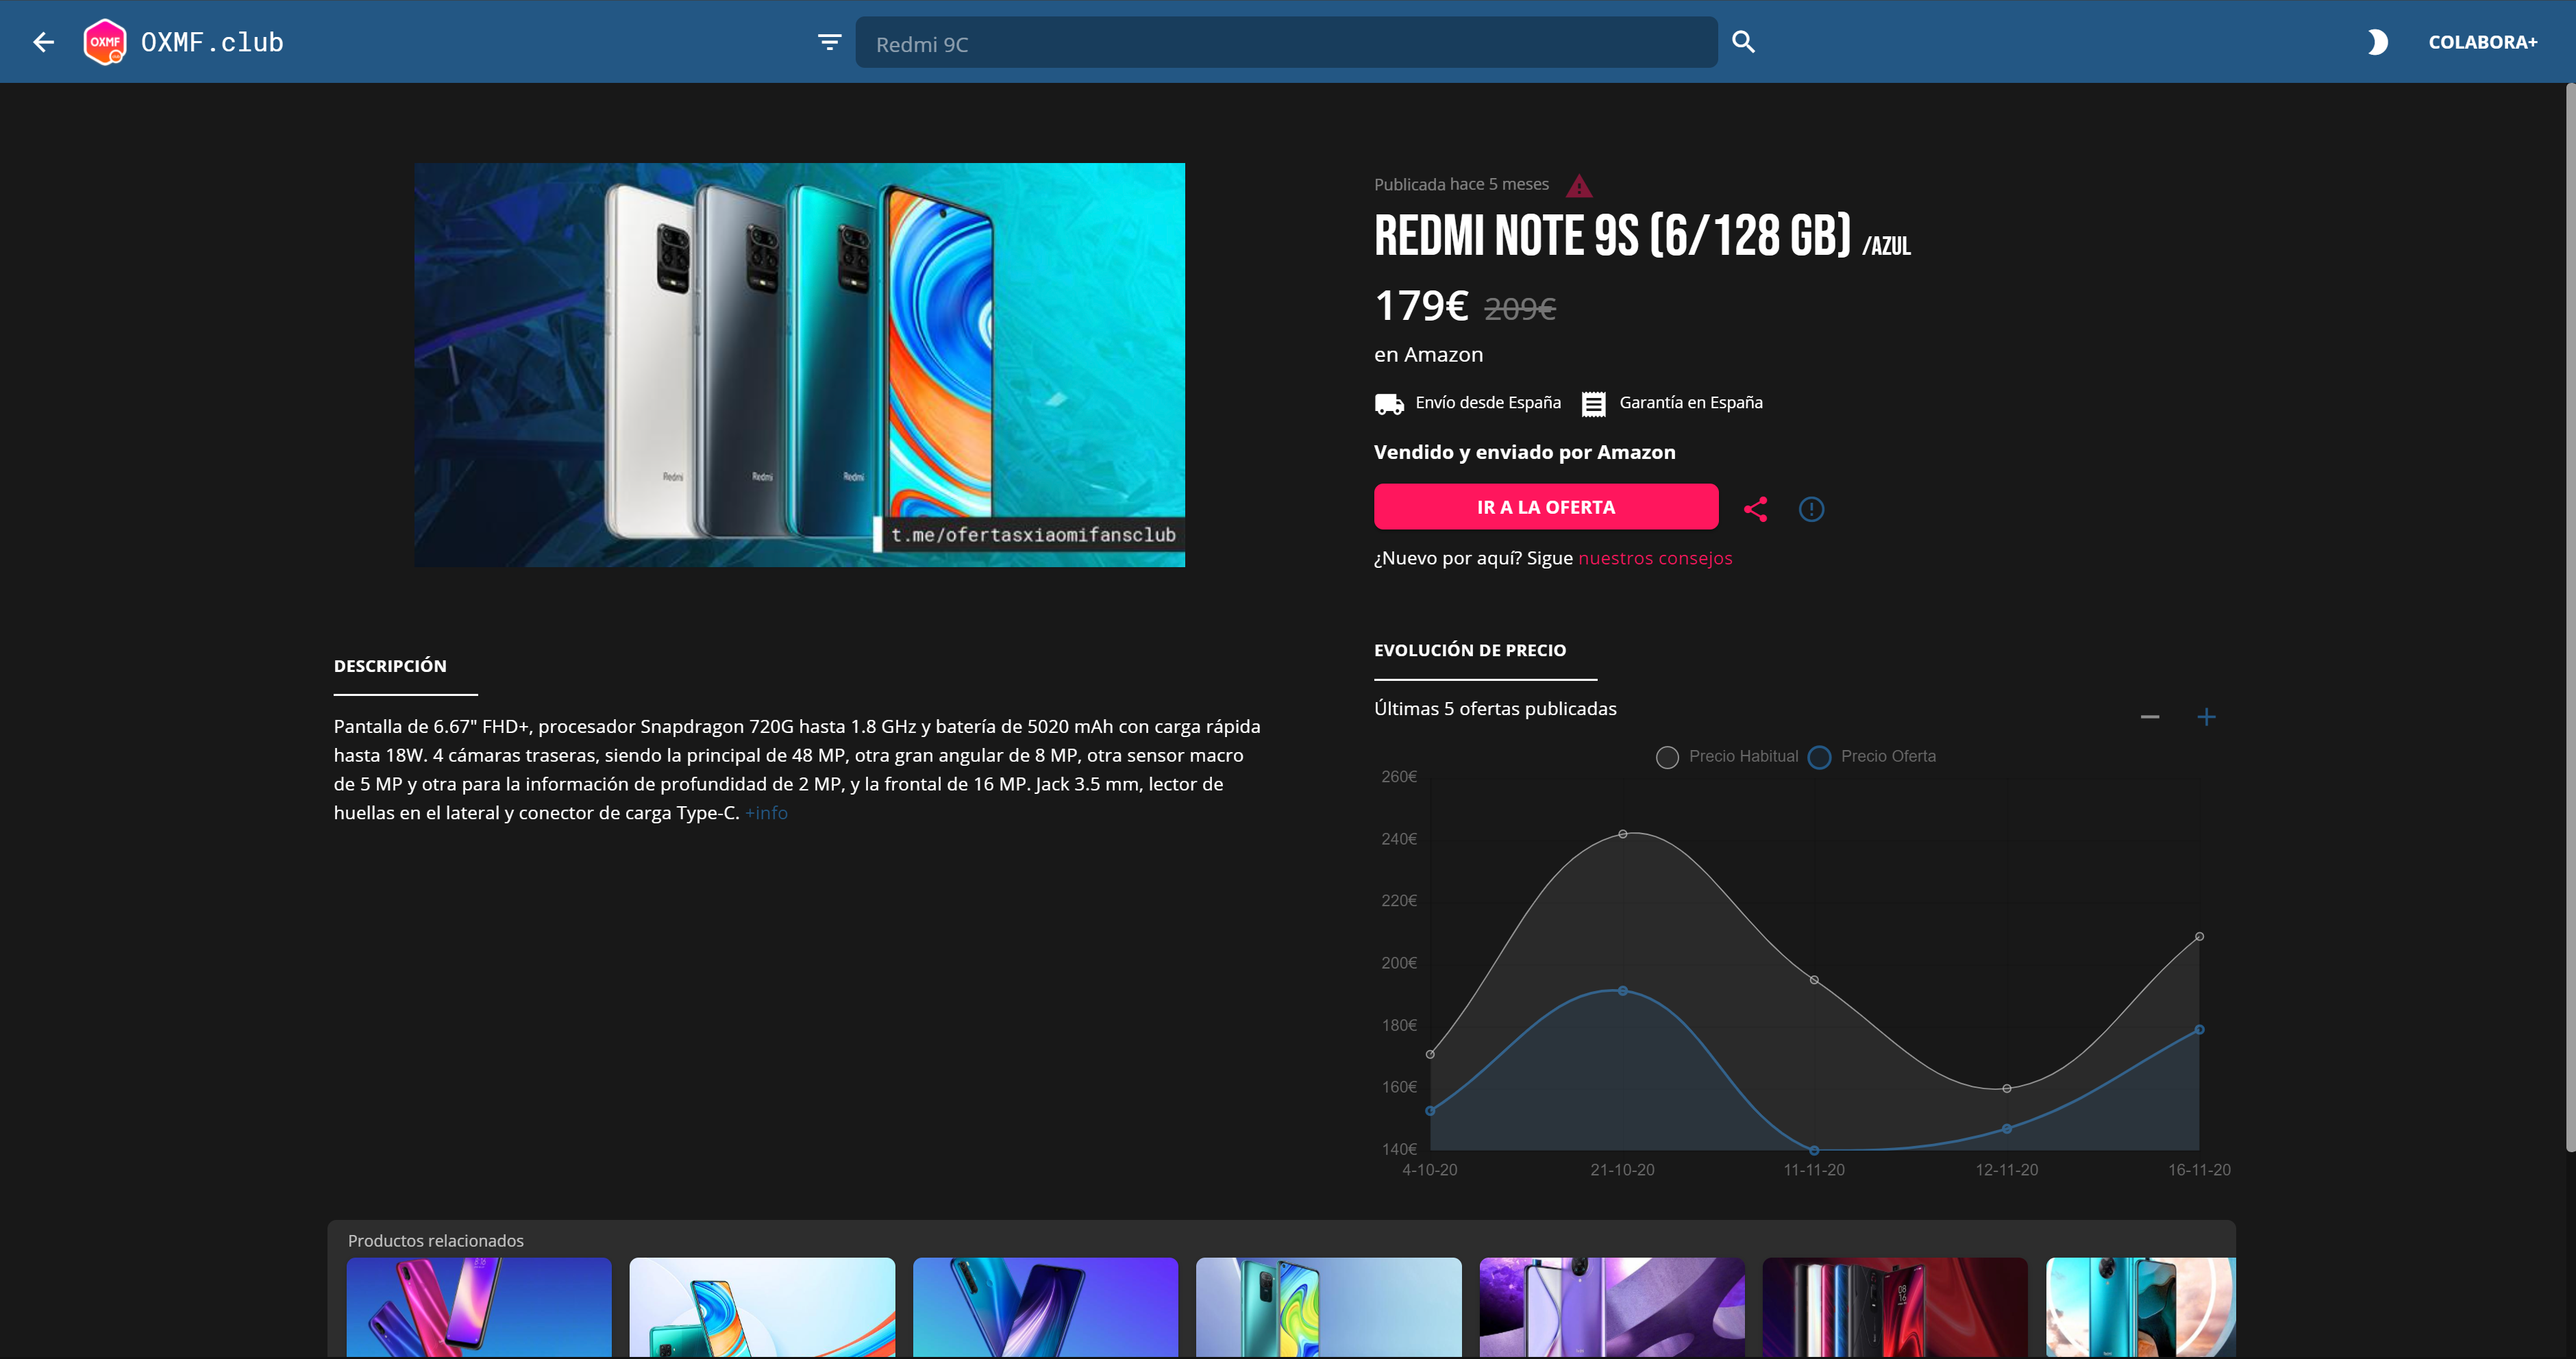 OXMF
OXMF.club
Redmi 9C
COLABORA+
Redmi
Redmi
Redmi
t.me/ofertasxiaomifansclub
Publicada hace 5 meses
REDMI NOTE 9S (6/128 GB) /AZUL
179€ 209€
en Amazon
Envío desde España Garantía en España
Vendido y enviado por Amazon
IR A LA OFERTA
¿Nuevo por aquí? Sigue nuestros consejos
DESCRIPCIÓN
Pantalla de 6.67" FHD+, procesador Snapdragon 720G hasta 1.8 GHz y batería de 5020 mAh con carga rápida
hasta 18W. 4 cámaras traseras, siendo la principal de 48 MP, otra gran angular de 8 MP, otra sensor macro
de 5 MP y otra para la información de profundidad de 2 MP, y la frontal de 16 MP. Jack 3.5 mm, lector de
huellas en el lateral y conector de carga Type-C. +info
EVOLUCIÓN DE PRECIO
Últimas 5 ofertas publicadas
Precio Habitual Precio Oferta
260€
240€
220€
200€
180€
160€
140€
4-10-20 21-10-20 11-11-20 12-11-20 16-11-20
Productos relacionados